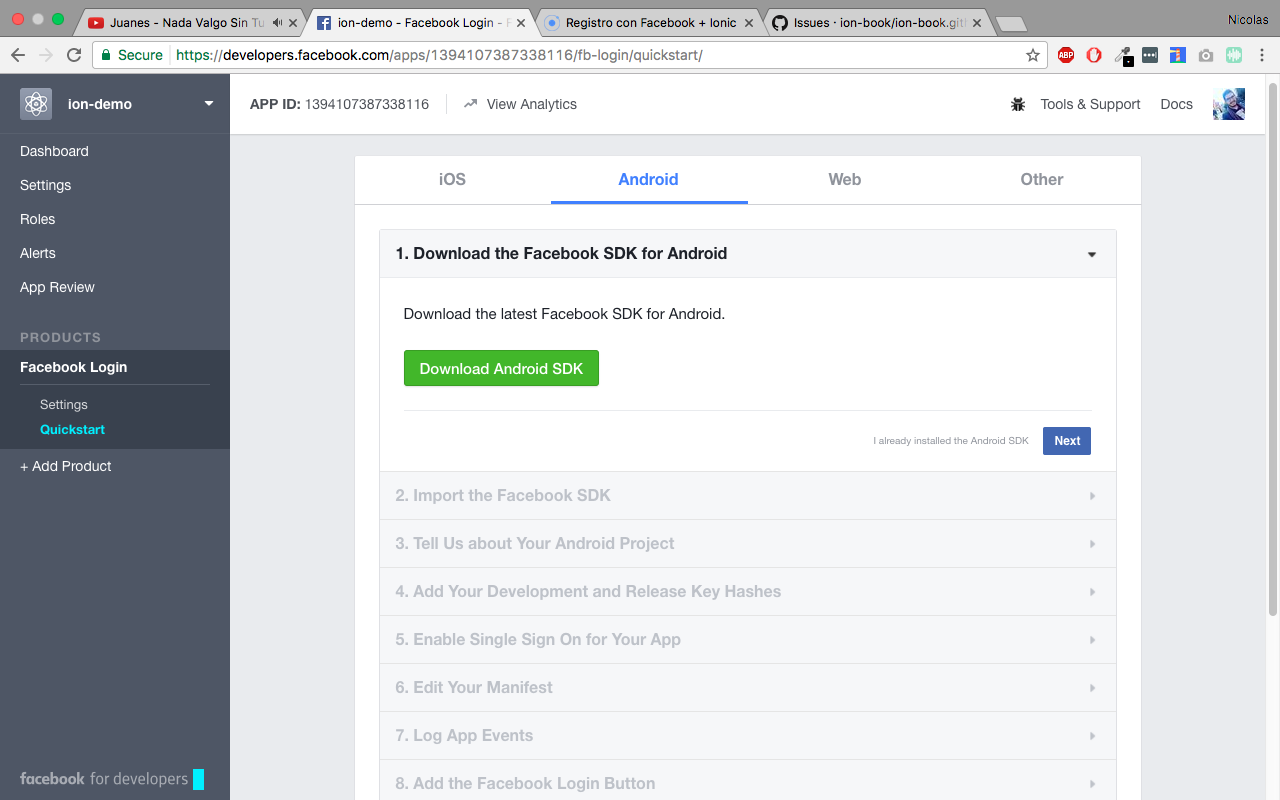 Juanes - Nada Valgo Sin Tu
ion-demo - Facebook Login - F
Registro con Facebook + Ionic
Issues · ion-book/ion-book.git
Nicolas
Secure https://developers.facebook.com/apps/1394107387338116/fb-login/quickstart/
ABP
ion-demo
APP ID: 1394107387338116
View Analytics
Tools & Support
Docs
Dashboard
Settings
Roles
Alerts
App Review
PRODUCTS
Facebook Login
Settings
Quickstart
+ Add Product
facebook for developers
iOS
Android
Web
Other
1. Download the Facebook SDK for Android
Download the latest Facebook SDK for Android.
Download Android SDK
I already installed the Android SDK
Next
2. Import the Facebook SDK
3. Tell Us about Your Android Project
4. Add Your Development and Release Key Hashes
5. Enable Single Sign On for Your App
6. Edit Your Manifest
7. Log App Events
8. Add the Facebook Login Button